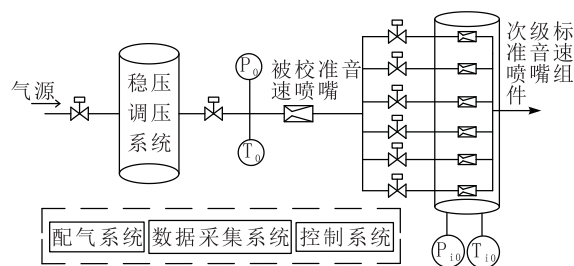 气源
稳压
调压
系统
P0
T0
被校准音
速喷嘴
次级标
准音速
喷嘴组
件
Pi0
Ti0
配气系统
数据采集系统
控制系统